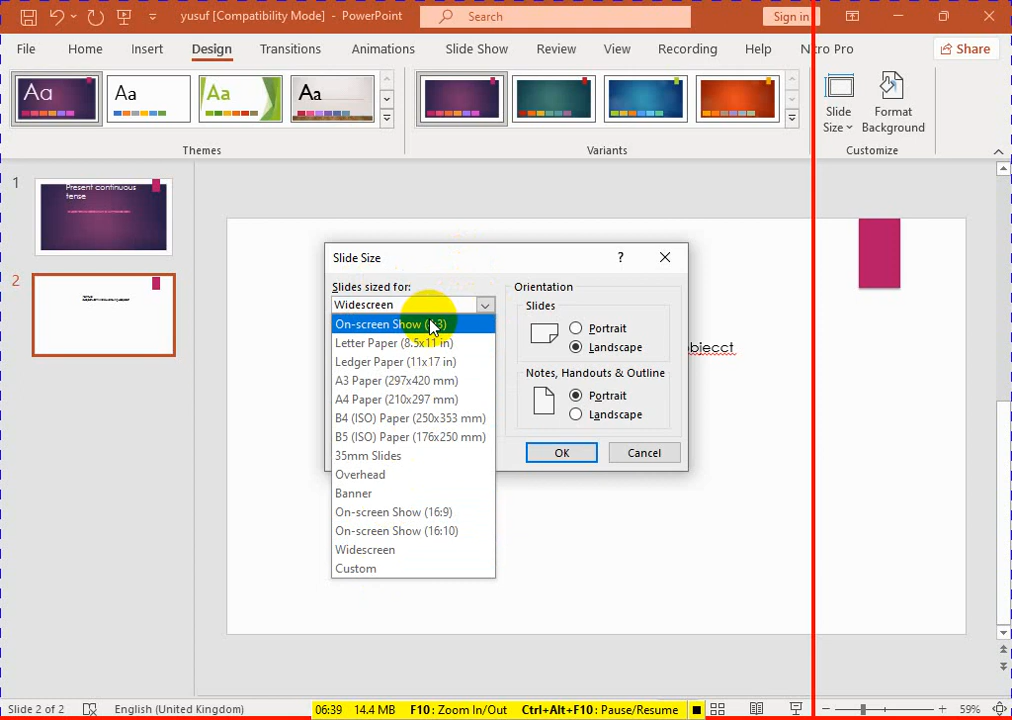 yusuf [Compatibility Mode] - PowerPoint
Search
Sign in
File Home Insert Design Transitions Animations Slide Show Review View Recording Help Nitro Pro Share
Aa Aa Aa Aa
Slide Size
Format Background
Themes
Variants
Customize
1
Present continuous tense
2
Slide Size
?
Slides sized for:
Widescreen
On-screen Show (4:3)
Letter Paper (8.5x11 in)
Ledger Paper (11x17 in)
A3 Paper (297x420 mm)
A4 Paper (210x297 mm)
B4 (ISO) Paper (250x353 mm)
B5 (ISO) Paper (176x250 mm)
35mm Slides
Overhead
Banner
On-screen Show (16:9)
On-screen Show (16:10)
Widescreen
Custom
Orientation
Slides
Portrait
Landscape
Notes, Handouts & Outline
Portrait
Landscape
OK
Cancel
objecct
Slide 2 of 2
English (United Kingdom)
06:39 14.4 MB F10: Zoom In/Out Ctrl+Alt+F10: Pause/Resume
59%